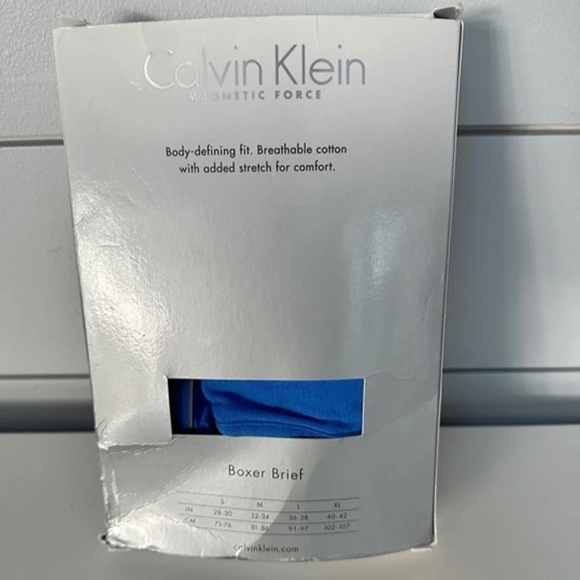 Calvin Klein
MAGNETIC FORCE
Body-defining fit. Breathable cotton
with added stretch for comfort.
Boxer Brief
S M L XL
IN 28-30 32-34 36-38 40-42
CM 71-76 81-86 91-97 102-107
calvinklein.com